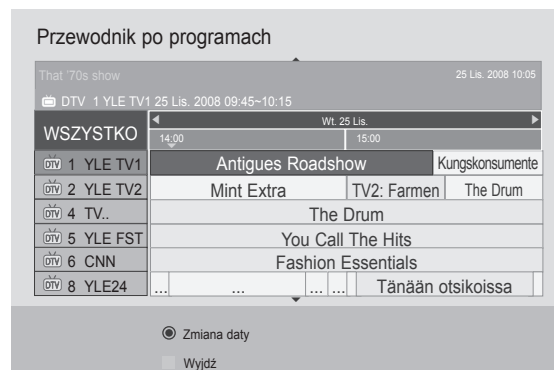 Przewodnik po programach
That '70s show 25 Lis. 2008 10:05
DTV 1 YLE TV1 25 Lis. 2008 09:45~10:15
WSZYSTKO Wt. 25 Lis.
14:00 15:00
DTV 1 YLE TV1 Antigues Roadshow Kungskonsumente
DTV 2 YLE TV2 Mint Extra TV2: Farmen The Drum
DTV 4 TV.. The Drum
DTV 5 YLE FST You Call The Hits
DTV 6 CNN Fashion Essentials
DTV 8 YLE24 ... ... ... ... Tänään otsikoissa
Zmiana daty
Wyjdź